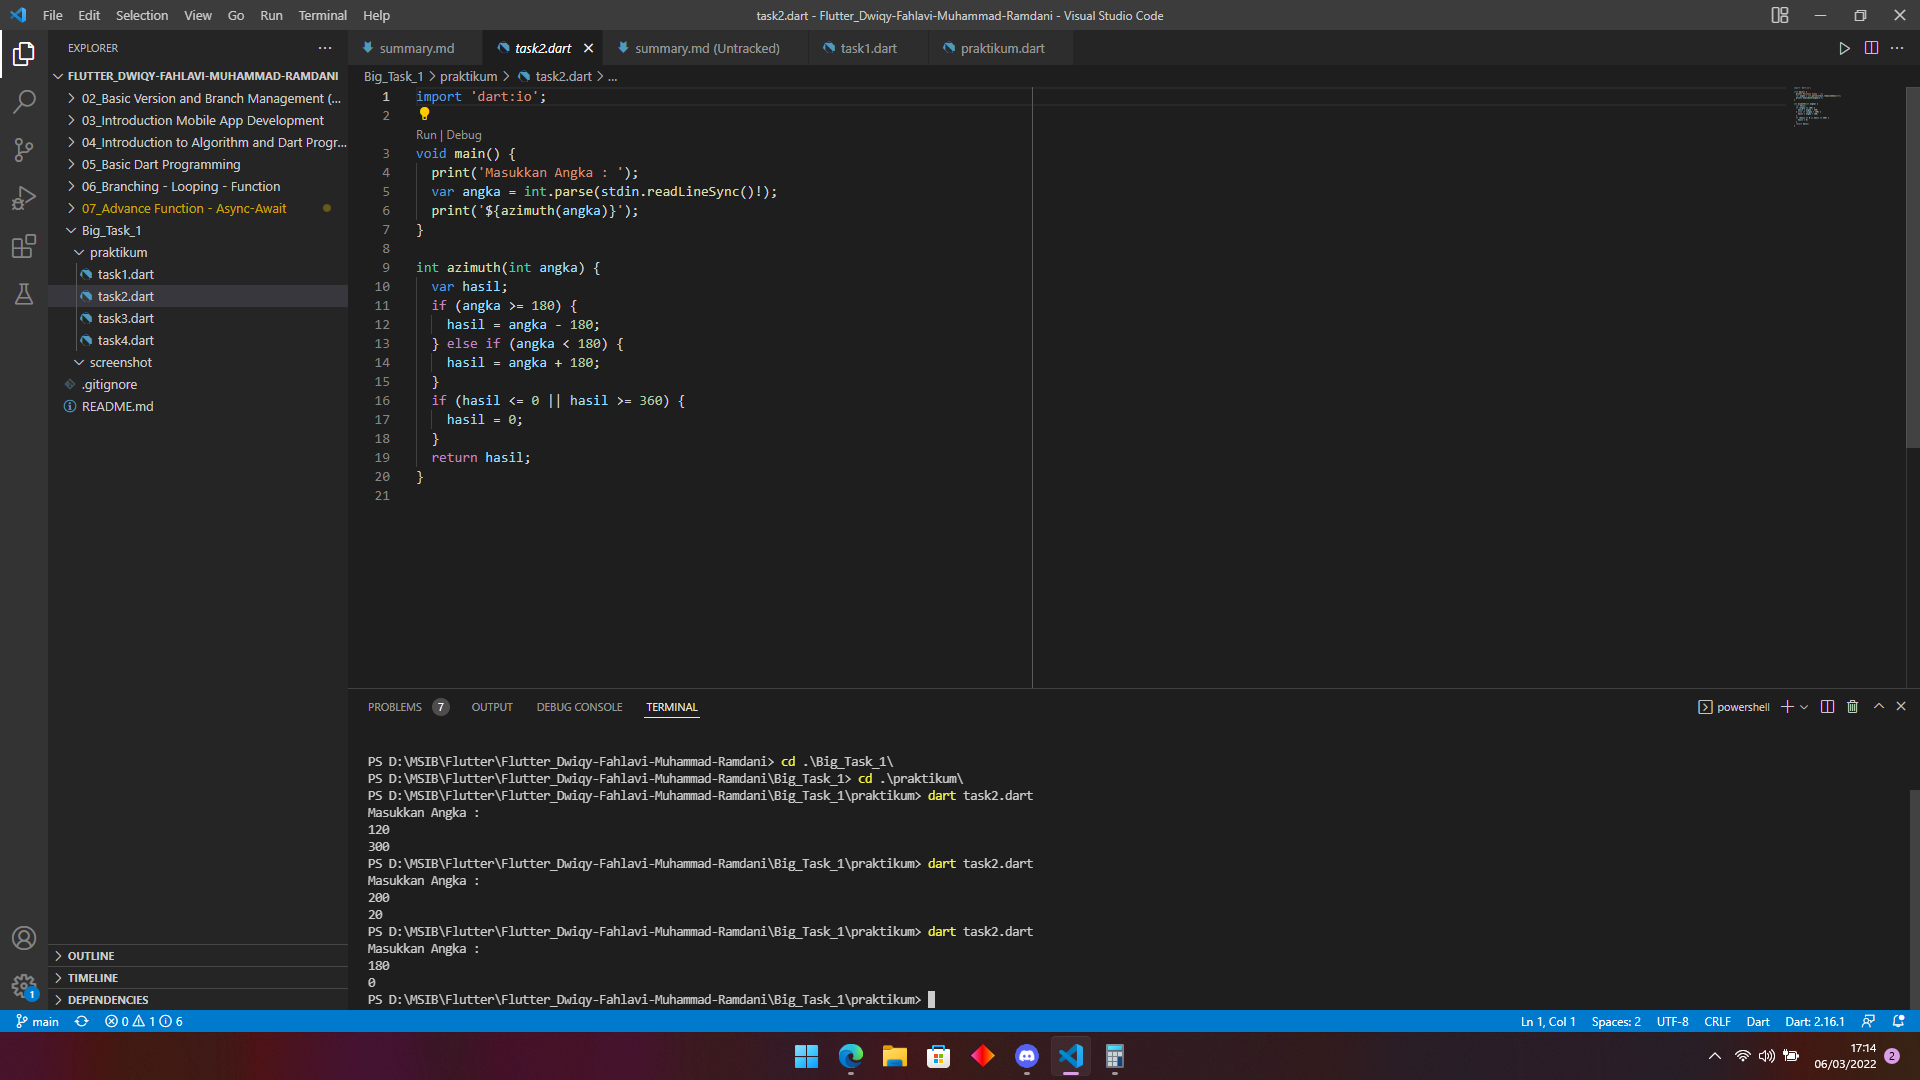 File Edit Selection View Go Run Terminal Help
task2.dart - Flutter_Dwiqy-Fahlavi-Muhammad-Ramdani - Visual Studio Code
EXPLORER
FLUTTER_DWIQY-FAHLAVI-MUHAMMAD-RAMDANI
02_Basic Version and Branch Management (...
03_Introduction Mobile App Development
04_Introduction to Algorithm and Dart Progr...
05_Basic Dart Programming
06_Branching - Looping - Function
07_Advance Function - Async-Await
Big_Task_1
praktikum
task1.dart
task2.dart
task3.dart
task4.dart
screenshot
.gitignore
README.md
OUTLINE
TIMELINE
DEPENDENCIES
summary.md task2.dart summary.md (Untracked) task1.dart praktikum.dart
Big_Task_1 > praktikum > task2.dart > ...
1 import 'dart:io';
2
Run | Debug
3 void main() {
4 print('Masukkan Angka : ');
5 var angka = int.parse(stdin.readLineSync()!);
6 print('${azimuth(angka)}');
7 }
8
9 int azimuth(int angka) {
10 var hasil;
11 if (angka >= 180) {
12 hasil = angka - 180;
13 } else if (angka < 180) {
14 hasil = angka + 180;
15 }
16 if (hasil <= 0 || hasil >= 360) {
17 hasil = 0;
18 }
19 return hasil;
20 }
21
PROBLEMS 7 OUTPUT DEBUG CONSOLE TERMINAL
powershell
PS D:\MSIB\Flutter\Flutter_Dwiqy-Fahlavi-Muhammad-Ramdani> cd .\Big_Task_1\
PS D:\MSIB\Flutter\Flutter_Dwiqy-Fahlavi-Muhammad-Ramdani\Big_Task_1> cd .\praktikum\
PS D:\MSIB\Flutter\Flutter_Dwiqy-Fahlavi-Muhammad-Ramdani\Big_Task_1\praktikum> dart task2.dart
Masukkan Angka :
120
300
PS D:\MSIB\Flutter\Flutter_Dwiqy-Fahlavi-Muhammad-Ramdani\Big_Task_1\praktikum> dart task2.dart
Masukkan Angka :
200
20
PS D:\MSIB\Flutter\Flutter_Dwiqy-Fahlavi-Muhammad-Ramdani\Big_Task_1\praktikum> dart task2.dart
Masukkan Angka :
180
0
PS D:\MSIB\Flutter\Flutter_Dwiqy-Fahlavi-Muhammad-Ramdani\Big_Task_1\praktikum>
1
main 0 1 6
Ln 1, Col 1 Spaces: 2 UTF-8 CRLF Dart Dart: 2.16.1
17:14
06/03/2022
2